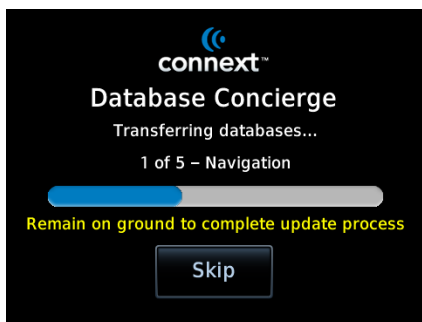 connext™
Database Concierge
Transferring databases...
1 of 5 – Navigation
Remain on ground to complete update process
Skip